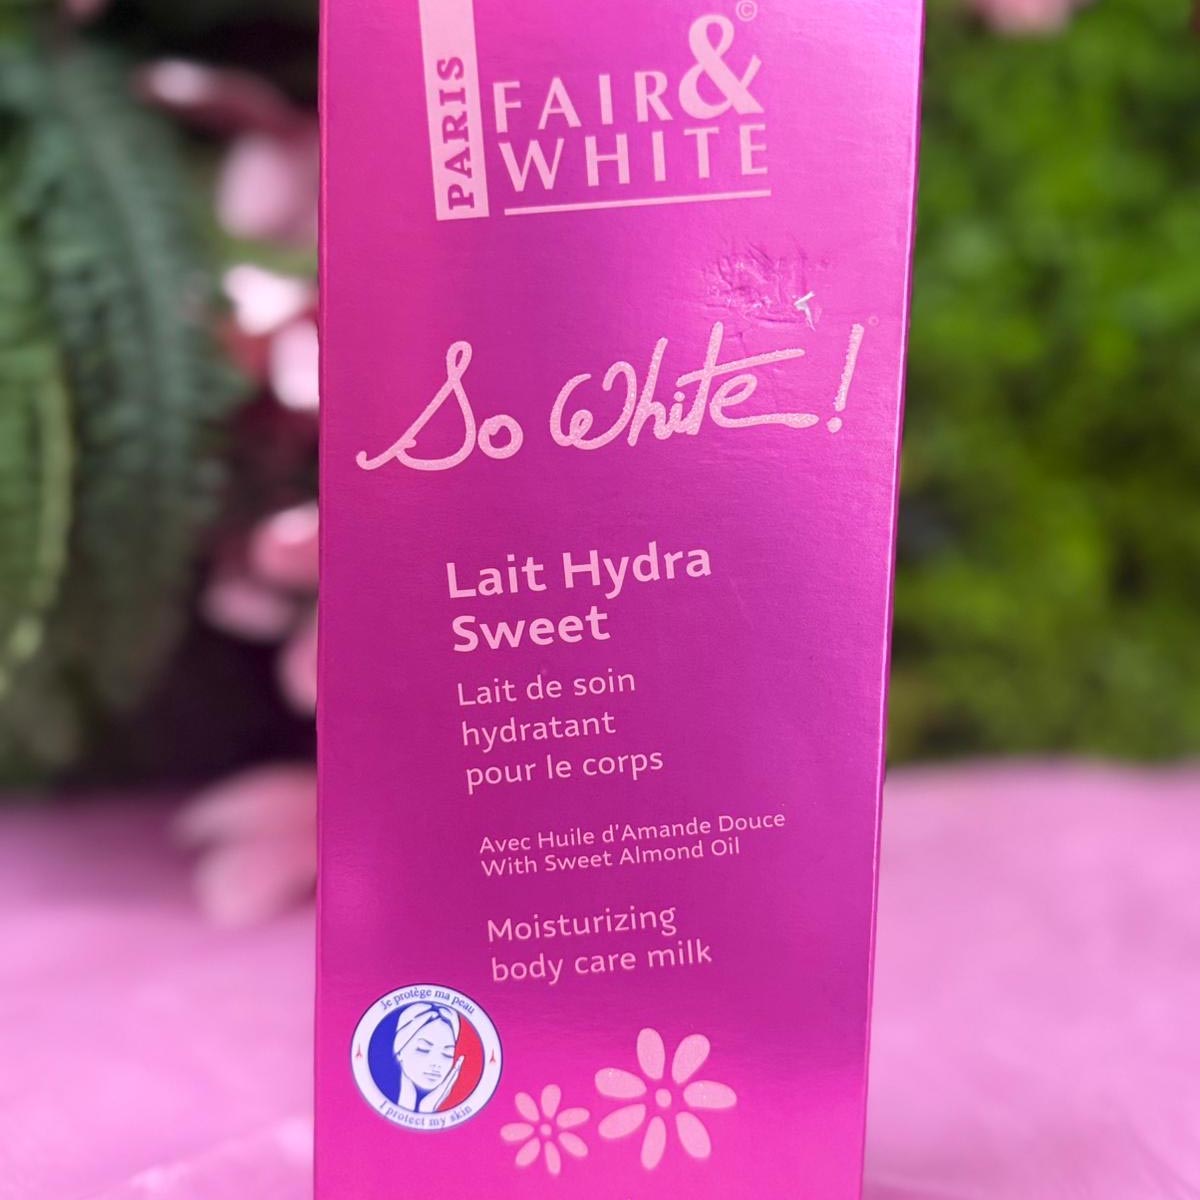 PARIS
FAIR &
WHITE
©
So White!
Lait Hydra
Sweet
Lait de soin
hydratant
pour le corps
Avec Huile d'Amande Douce
With Sweet Almond Oil
Moisturizing
body care milk
Je protège ma peau
I protect my skin